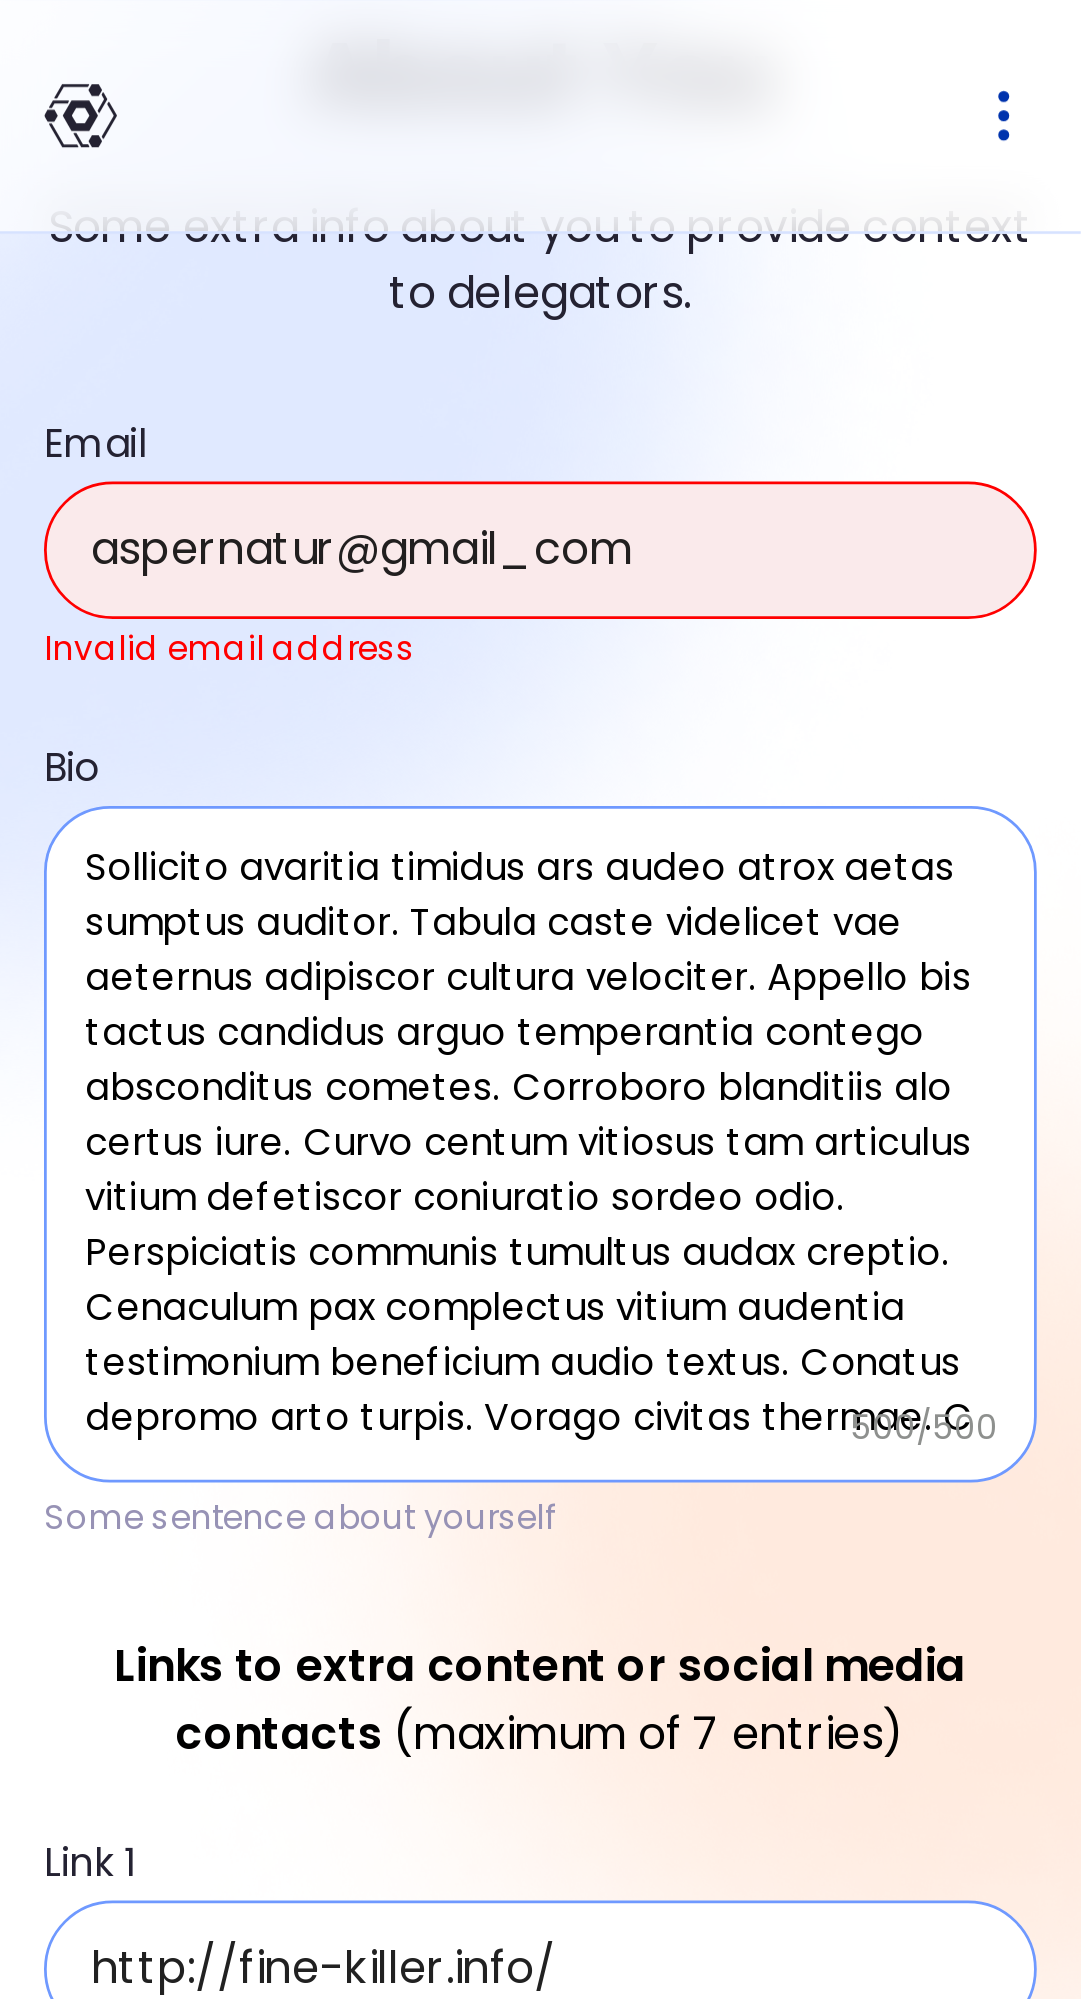 Some extra info about you to provide context
to delegators.
Email
aspernatur@gmail_com
Invalid email address
Bio
Sollicito avaritia timidus ars audeo atrox aetas
sumptus auditor. Tabula caste videlicet vae
aeternus adipiscor cultura velociter. Appello bis
tactus candidus arguo temperantia contego
absconditus cometes. Corroboro blanditiis alo
certus iure. Curvo centum vitiosus tam articulus
vitium defetiscor coniuratio sordeo odio.
Perspiciatis communis tumultus audax creptio.
Cenaculum pax complectus vitium audentia
testimonium beneficium audio textus. Conatus
depromo arto turpis. Vorago civitas thermae. C
500/500
Some sentence about yourself
Links to extra content or social media
contacts (maximum of 7 entries)
Link 1
http://fine-killer.info/